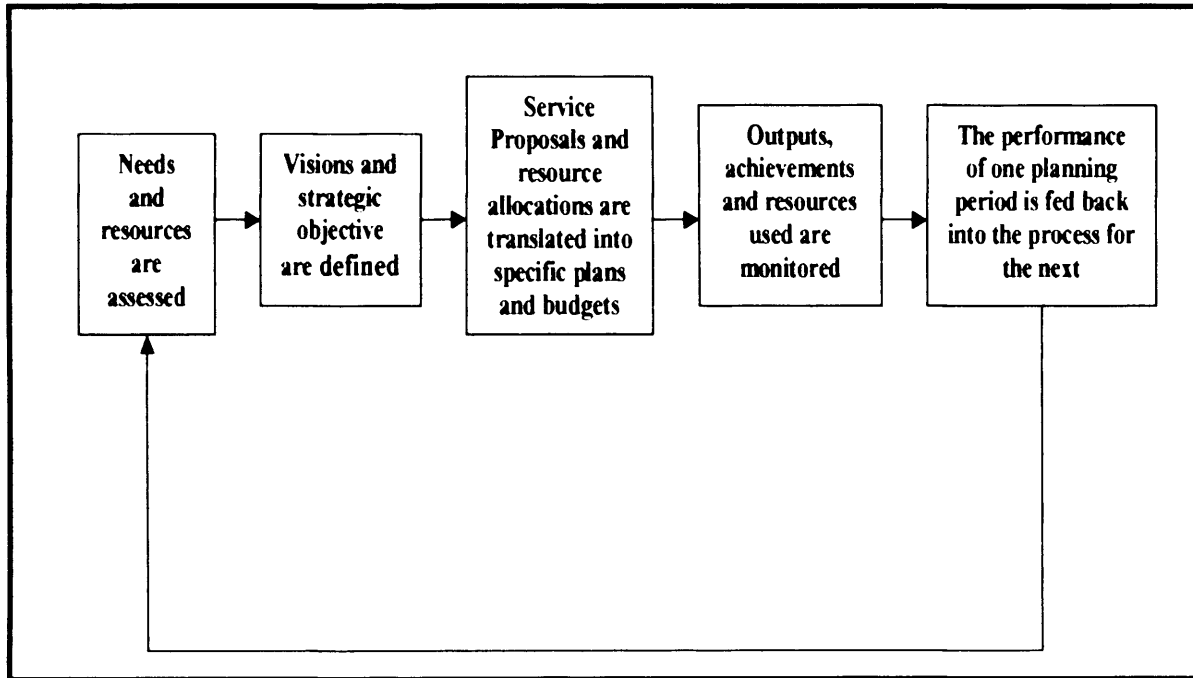 Needs
and
resources
are
assessed
Visions and
strategic
objective
are defined
Service
Proposals and
resource
allocations are
translated into
specific plans
and budgets
Outputs,
achievements
and resources
used are
monitored
The performance
of one planning
period is fed back
into the process for
the next